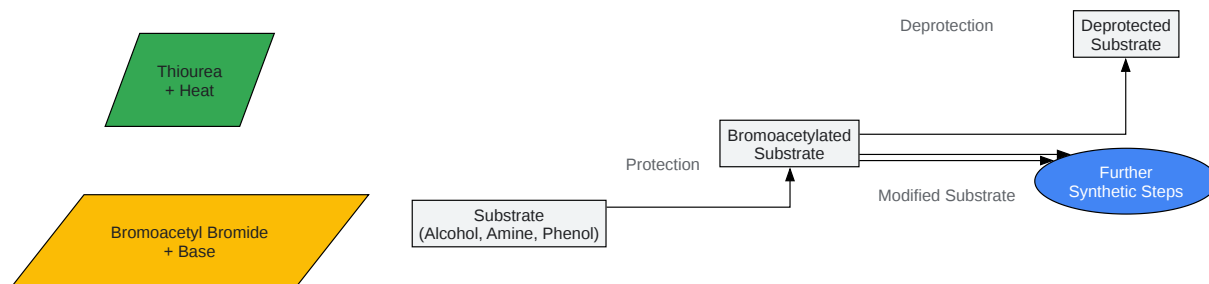 Thiourea
+ Heat
Bromoacetyl Bromide
+ Base
Substrate
(Alcohol, Amine, Phenol)
Protection
Bromoacetylated
Substrate
Deprotection
Deprotected
Substrate
Modified Substrate
Further
Synthetic Steps